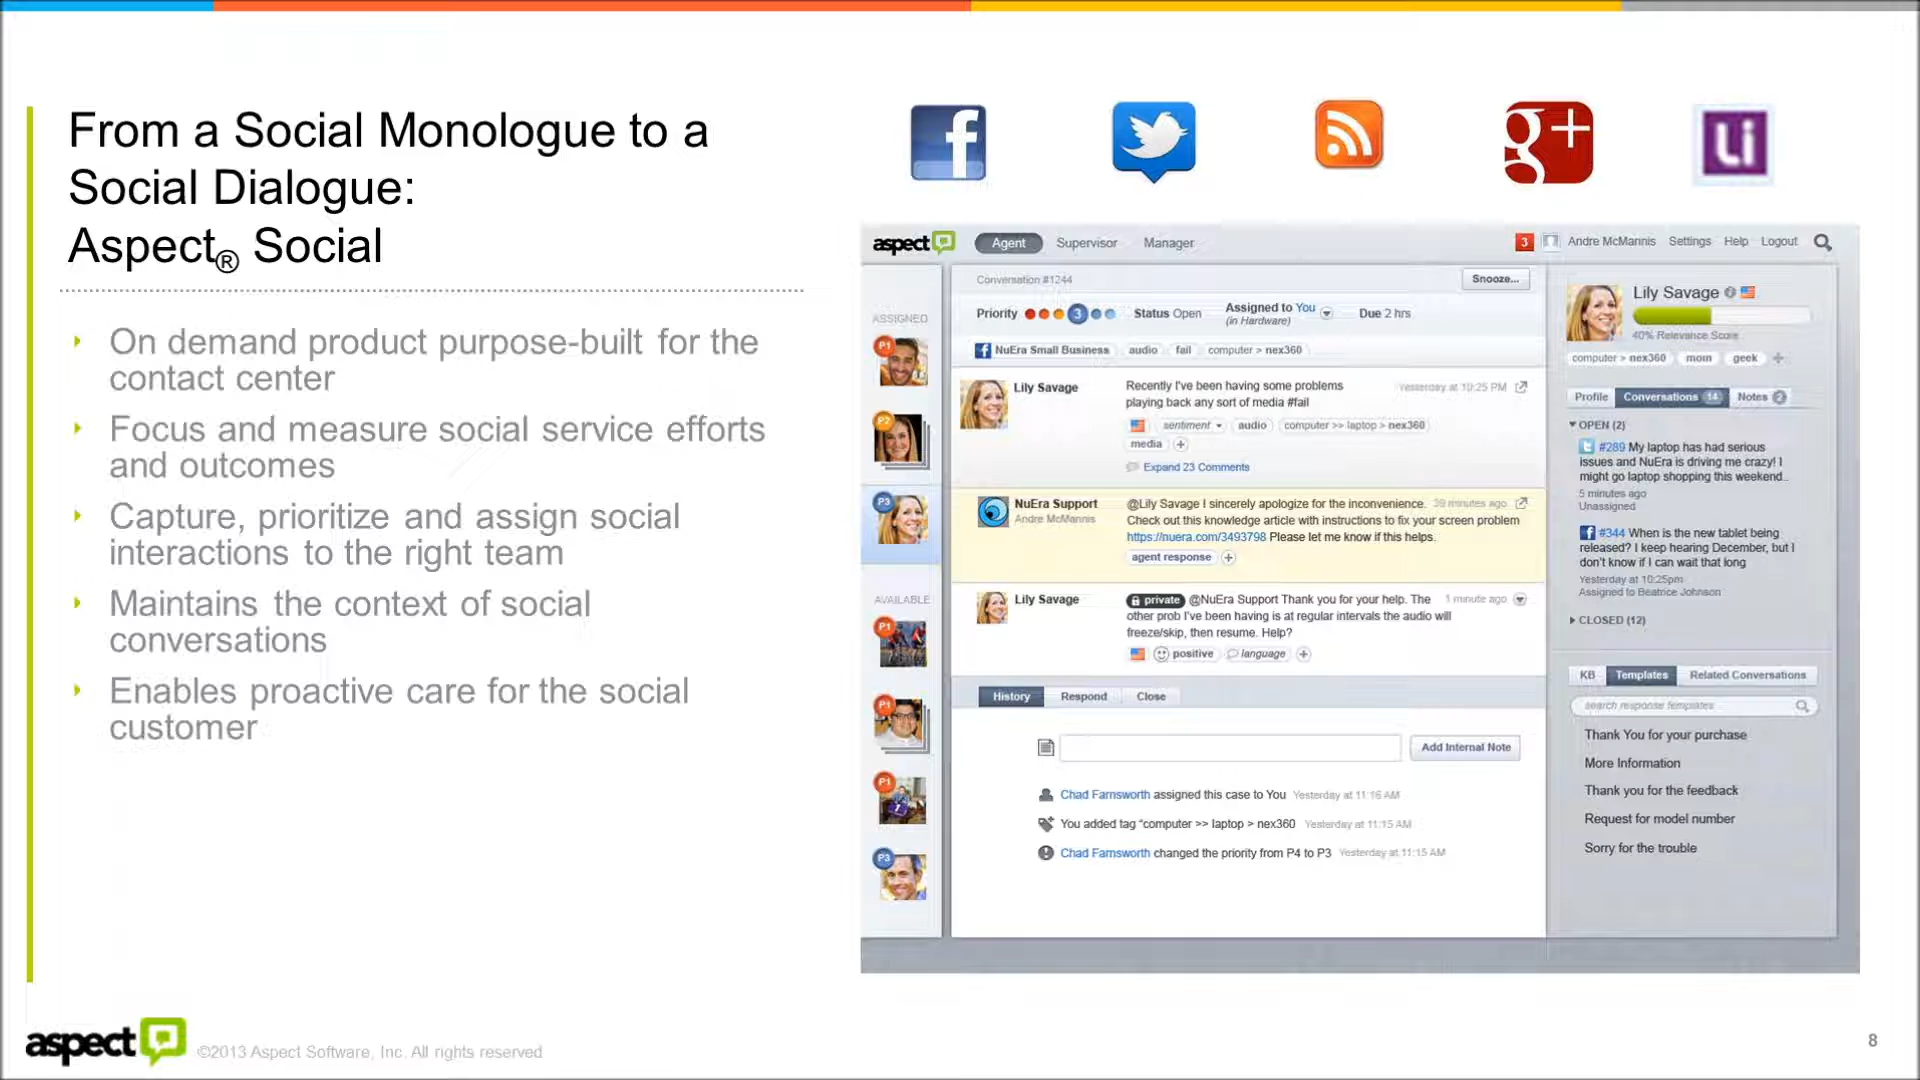 From a Social Monologue to a
Social Dialogue:
Aspect® Social
On demand product purpose-built for the
contact center
Focus and measure social service efforts
and outcomes
Capture, prioritize and assign social
interactions to the right team
Maintains the context of social
conversations
Enables proactive care for the social
customer
f
g+
Li
aspect
Agent Supervisor Manager
3 Andre McMannis Settings Help Logout
ASSIGNED
P1
P2
P3
AVAILABLE
P1
P1
P1
P3
Conversation #1244
Snooze...
Priority 3 Status Open Assigned to You Due 2 hrs
(in Hardware)
NuEra Small Business audio fail computer > nex360
Lily Savage Recently I've been having some problems Yesterday at 10:25 PM
playing back any sort of media #fail
sentiment audio computer >> laptop > nex360
media +
Expand 23 Comments
NuEra Support @Lily Savage I sincerely apologize for the inconvenience. 39 minutes ago
Andre McMannis Check out this knowledge article with instructions to fix your screen problem
https://nuera.com/3493798 Please let me know if this helps.
agent response +
Lily Savage private @NuEra Support Thank you for your help. The 1 minute ago
other prob I've been having is at regular intervals the audio will
freeze/skip, then resume. Help?
positive language +
History Respond Close
Add Internal Note
Chad Farnsworth assigned this case to You Yesterday at 11:16 AM
You added tag "computer >> laptop > nex360 Yesterday at 11:15 AM
Chad Farnsworth changed the priority from P4 to P3 Yesterday at 11:15 AM
Lily Savage
40% Relevance Score
computer > nex360 mom geek +
Profile Conversations 14 Notes 2
OPEN (2)
#289 My laptop has had serious
issues and NuEra is driving me crazy! I
might go laptop shopping this weekend..
5 minutes ago
Unassigned
#344 When is the new tablet being
released? I keep hearing December, but I
don't know if I can wait that long
Yesterday at 10:25pm
Assigned to Beatrice Johnson
CLOSED (12)
KB Templates Related Conversations
search response templates
Thank You for your purchase
More Information
Thank you for the feedback
Request for model number
Sorry for the trouble
aspect ©2013 Aspect Software, Inc. All rights reserved
8